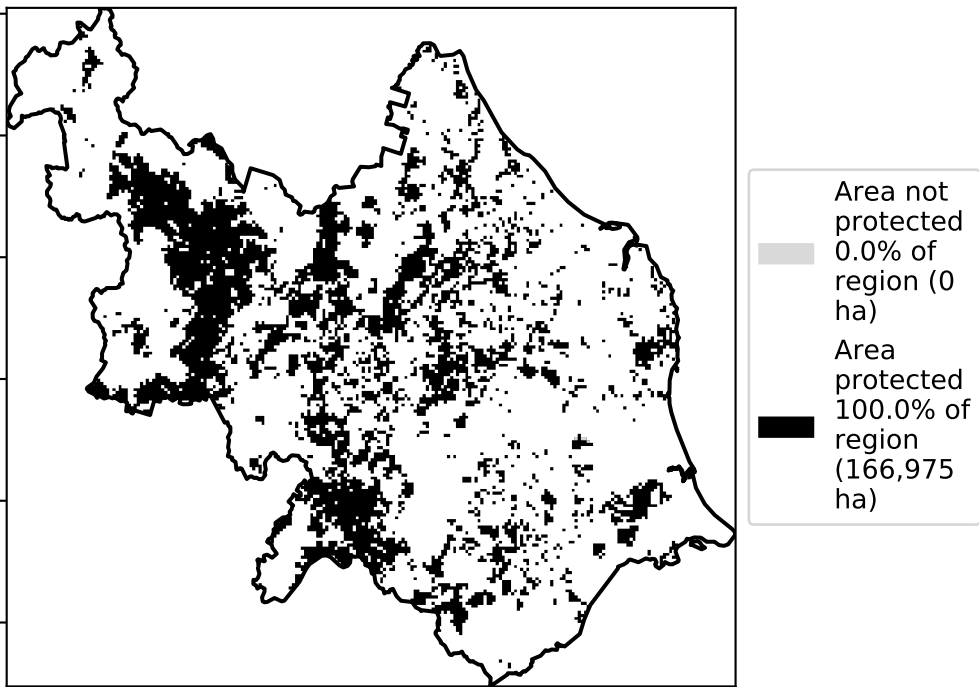 Area not
protected
0.0% of
region (0
ha)
Area
protected
100.0% of
region
(166,975
ha)